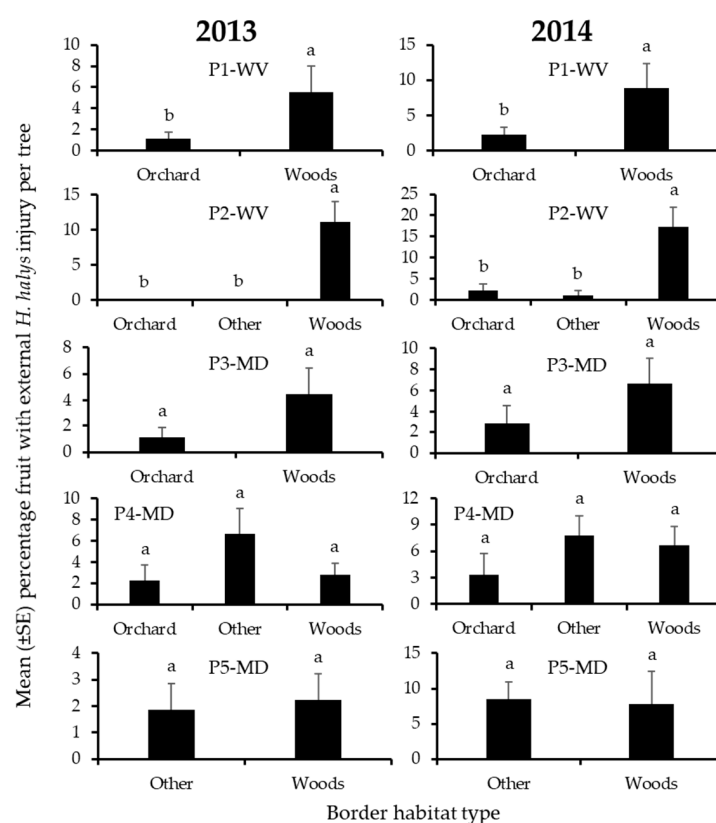 2013 2014
Mean (±SE) percentage fruit with external H. halys injury per tree
10
8
6
4
2
0
b
P1-WV
a
Orchard Woods
15
10
5
0
b
P1-WV
a
Orchard Woods
15
10
5
0
b b
P2-WV
a
Orchard Other Woods
25
20
15
10
5
0
b b
P2-WV
a
Orchard Other Woods
8
6
4
2
0
a
P3-MD
a
Orchard Woods
10
8
6
4
2
0
a
P3-MD
a
Orchard Woods
10
8
6
4
2
0
P4-MD
a a a
Orchard Other Woods
12
9
6
3
0
P4-MD
a a a
Orchard Other Woods
4
3
2
1
0
a
P5-MD
a
Other Woods
15
10
5
0
a
P5-MD
a
Other Woods
Border habitat type